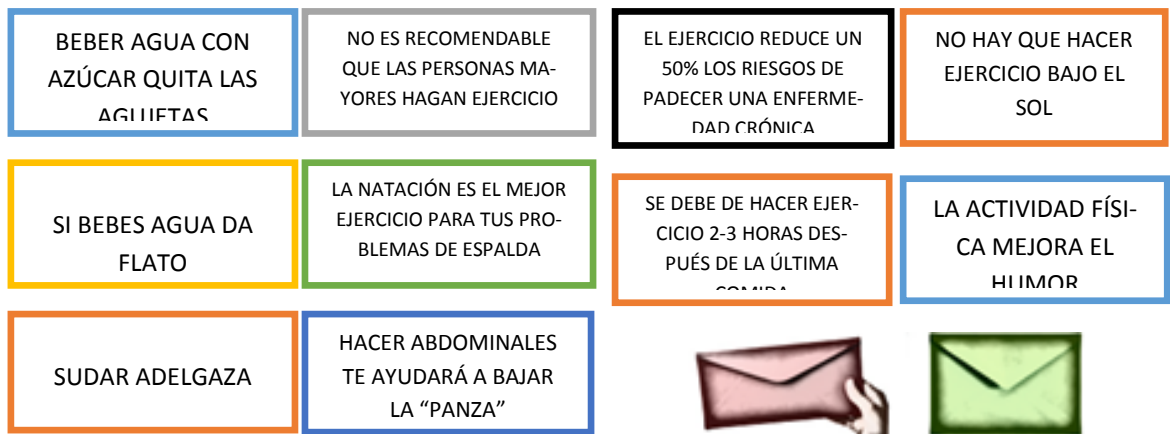 BEBER AGUA CON
AZÚCAR QUITA LAS
AGUJETAS
NO ES RECOMENDABLE
QUE LAS PERSONAS MA-
YORES HAGAN EJERCICIO
EL EJERCICIO REDUCE UN
50% LOS RIESGOS DE
PADECER UNA ENFERME-
DAD CRÓNICA
NO HAY QUE HACER
EJERCICIO BAJO EL
SOL
SI BEBES AGUA DA
FLATO
LA NATACIÓN ES EL MEJOR
EJERCICIO PARA TUS PRO-
BLEMAS DE ESPALDA
SE DEBE DE HACER EJER-
CICIO 2-3 HORAS DES-
PUÉS DE LA ÚLTIMA
COMIDA
LA ACTIVIDAD FÍSI-
CA MEJORA EL
HUMOR
SUDAR ADELGAZA
HACER ABDOMINALES
TE AYUDARÁ A BAJAR
LA “PANZA”